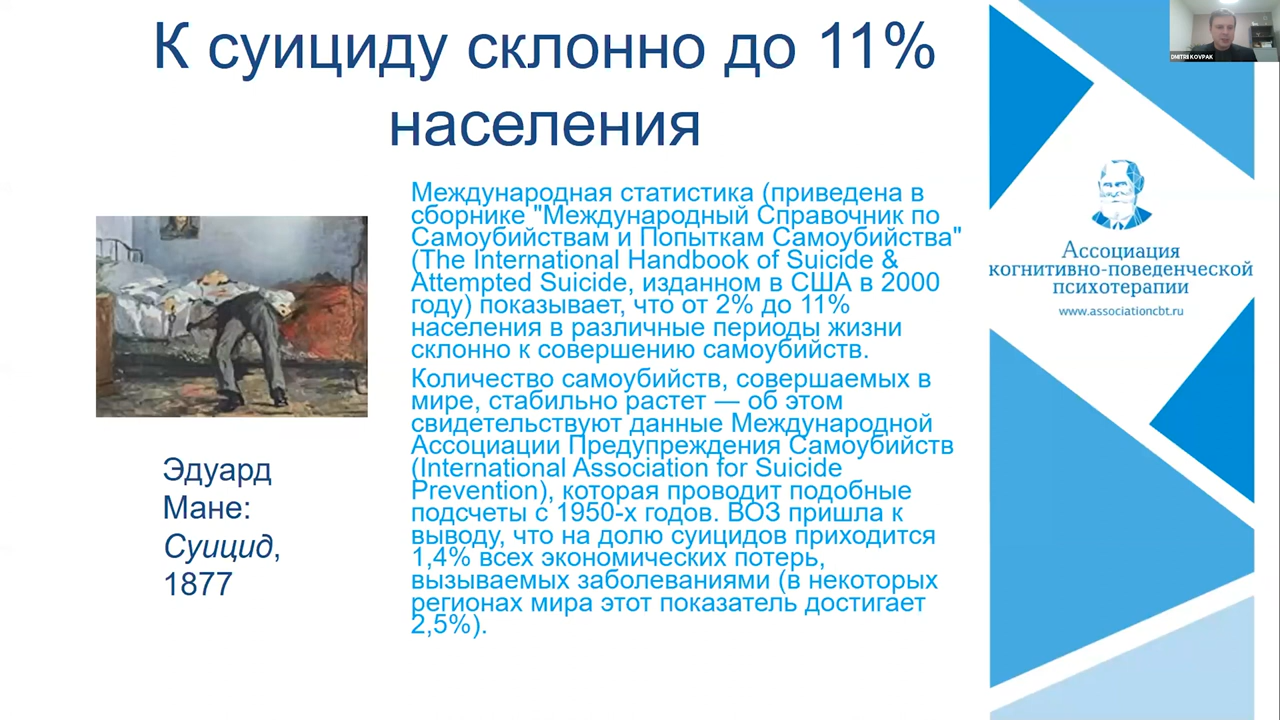 К суициду склонно до 11%
населения
Международная статистика (приведена в
сборнике "Международный Справочник по
Самоубийствам и Попыткам Самоубийства"
(The International Handbook of Suicide &
Attempted Suicide, изданном в США в 2000
году) показывает, что от 2% до 11%
населения в различные периоды жизни
склонно к совершению самоубийств.
Количество самоубийств, совершаемых в
мире, стабильно растет — об этом
свидетельствуют данные Международной
Ассоциации Предупреждения Самоубийств
(International Association for Suicide
Prevention), которая проводит подобные
подсчеты с 1950-х годов. ВОЗ пришла к
выводу, что на долю суицидов приходится
1,4% всех экономических потерь,
вызываемых заболеваниями (в некоторых
регионах мира этот показатель достигает
2,5%).
Эдуард
Мане:
Суицид,
1877
Ассоциация
когнитивно-поведенческой
психотерапии
www.associationcbt.ru
DMITRII KOVPAK